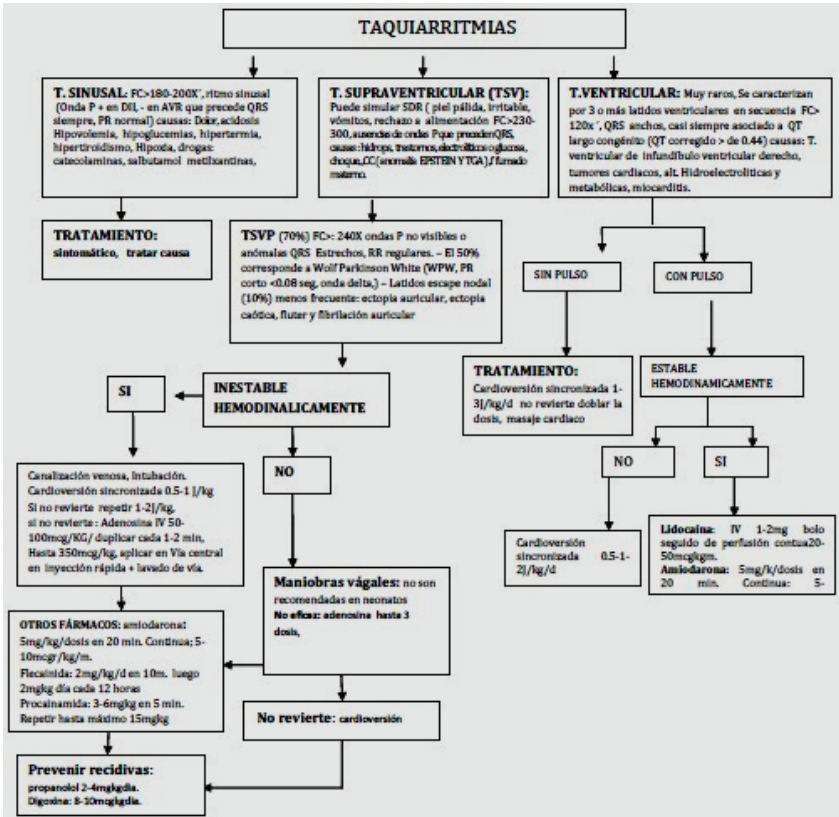 TAQUIARRITMIAS
T. SINUSAL: FC>180-200X´, ritmo sinusal
(Onda P + en DII, - en AVR que precede QRS
siempre, PR normal) causas: Dolor, acidosis
Hipovolemia, hipoglucemias, hipertermia,
hipertiroidismo, Hipoxia, drogas:
catecolaminas, salbutamol metilxantinas,
T. SUPRAVENTRICULAR (TSV):
Puede simular SDR ( piel pálida, irritable,
vómitos, rechazo a alimentación FC>230-
300, ausencias de ondas P que preceden QRS,
causas : hidrops, trastornos, electrolíticos o glucosa,
choque, CC ( anomalía EPSTEIN Y TGA)
materno.
T.VENTRICULAR: Muy raros, Se caracterizan
por 3 o más latidos ventriculares en secuencia FC>
120x ´, QRS anchos, casi siempre asociado a QT
largo congénito (QT corregido > de 0.44) causas: T.
ventricular de infundíbulo ventricular derecho,
tumores cardiacos, alt. Hidroelectrolíticas y
metabólicas, miocarditis.
TRATAMIENTO:
sintomático, tratar causa
TSVP (70%) FC>: 240X ondas P no visibles o
anómalas QRS Estrechos, RR regulares. – El 50%
corresponde a Wolf Parkinson White (WPW, PR
corto <0.08 seg, onda delta,) – Latidos escape nodal
(10%) menos frecuente: ectopia auricular, ectopia
caótica, fluter y fibrilación auricular
SIN PULSO
CON PULSO
SI
INESTABLE
HEMODINALICAMENTE
TRATAMIENTO:
Cardioversión sincronizada 1-
3J/kg/d no revierte doblar la
dosis, masaje cardiaco
ESTABLE
HEMODINAMICAMENTE
NO
NO
SI
Canalización venosa, Intubación.
Cardioversión sincronizada 0.5-1 J/kg
Si no revierte repetir 1-2J/kg,
si no revierte : Adenosina IV 50-
100mcg/KG/ duplicar cada 1-2 min,
Hasta 350mcg/kg, aplicar en Vía central
en inyección rápida + lavado de vía.
Cardioversión
sincronizada 0.5-1-
2J/kg/d
Lidocaína: IV 1-2mg bolo
seguido de perfusión contua20-
50mcgkgm.
Amiodarona: 5mg/k/dosis en
20 min. Continua: 5-
Maniobras vágales: no son
recomendadas en neonatos
No eficaz: adenosina hasta 3
dosis,
OTROS FÁRMACOS: amiodarona:
5mg/kg/dosis en 20 min. Continua; 5-
10mcgr/kg/m.
Flecainida: 2mg/kg/d en 10m. luego
2mgkg día cada 12 horas
Procainamida: 3-6mgkg en 5 min.
Repetir hasta máximo 15mgkg
No revierte: cardioversión
Prevenir recidivas:
propanolol 2-4mgkgdia.
Digoxina: 8-10mcgkgdia.